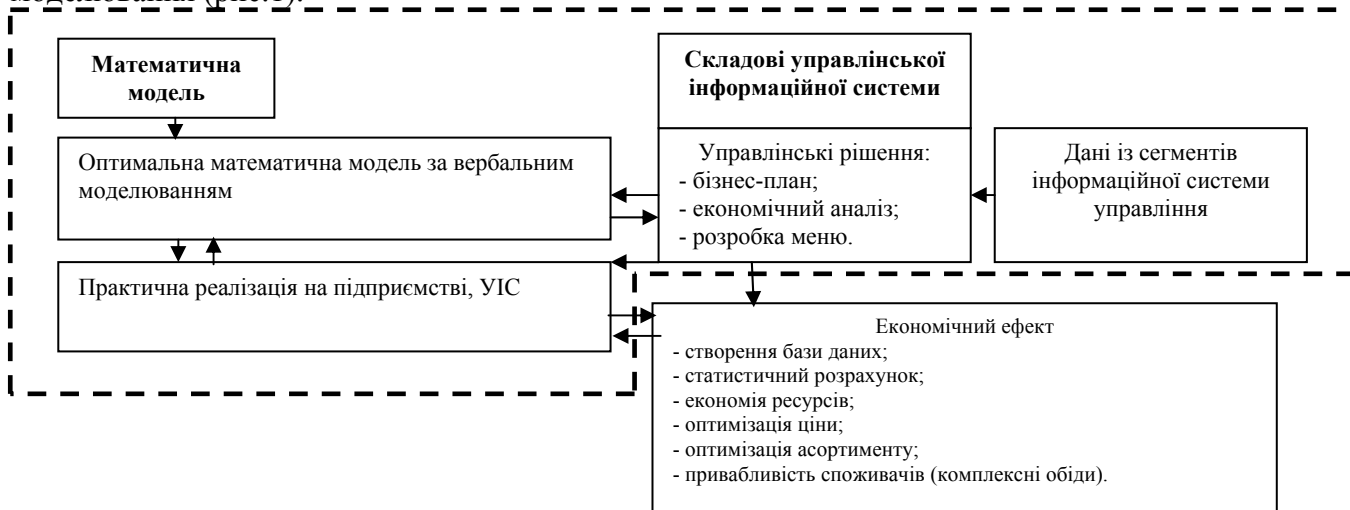 моделювання (рис.1).
Математична
модель
Складові управлінської
інформаційної системи
Оптимальна математична модель за вербальним
моделюванням
Управлінські рішення:
- бізнес-план;
- економічний аналіз;
- розробка меню.
Дані із сегментів
інформаційної системи
управління
Практична реалізація на підприємстві, УІС
Економічний ефект
- створення бази даних;
- статистичний розрахунок;
- економія ресурсів;
- оптимізація ціни;
- оптимізація асортименту;
- привабливість споживачів (комплексні обіди).